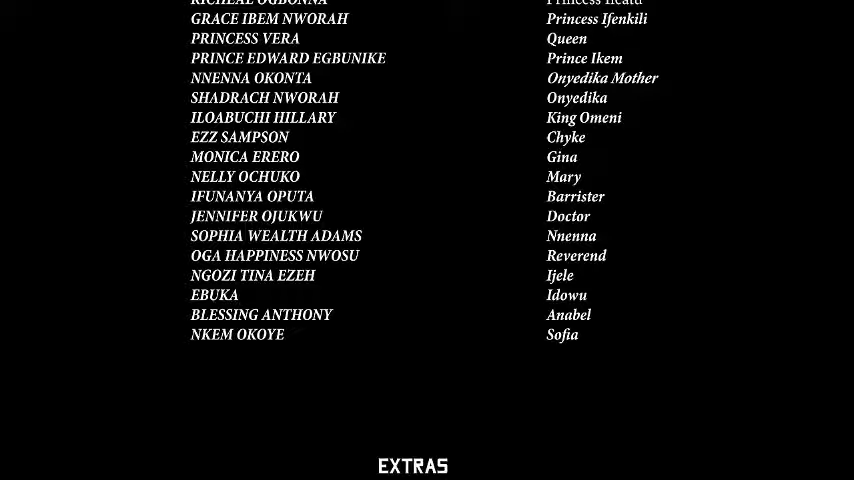 GRACE IBEM NWORAH Princess Ifenkili
PRINCESS VERA Queen
PRINCE EDWARD EGBUNIKE Prince Ikem
NNENNA OKONTA Onyedika Mother
SHADRACH NWORAH Onyedika
ILOABUCHI HILLARY King Omeni
EZZ SAMPSON Chyke
MONICA ERERO Gina
NELLY OCHUKO Mary
IFUNANYA OPUTA Barrister
JENNIFER OJUKWU Doctor
SOPHIA WEALTH ADAMS Nnenna
OGA HAPPINESS NWOSU Reverend
NGOZI TINA EZEH Ijele
EBUKA Idowu
BLESSING ANTHONY Anabel
NKEM OKOYE Sofia
EXTRAS